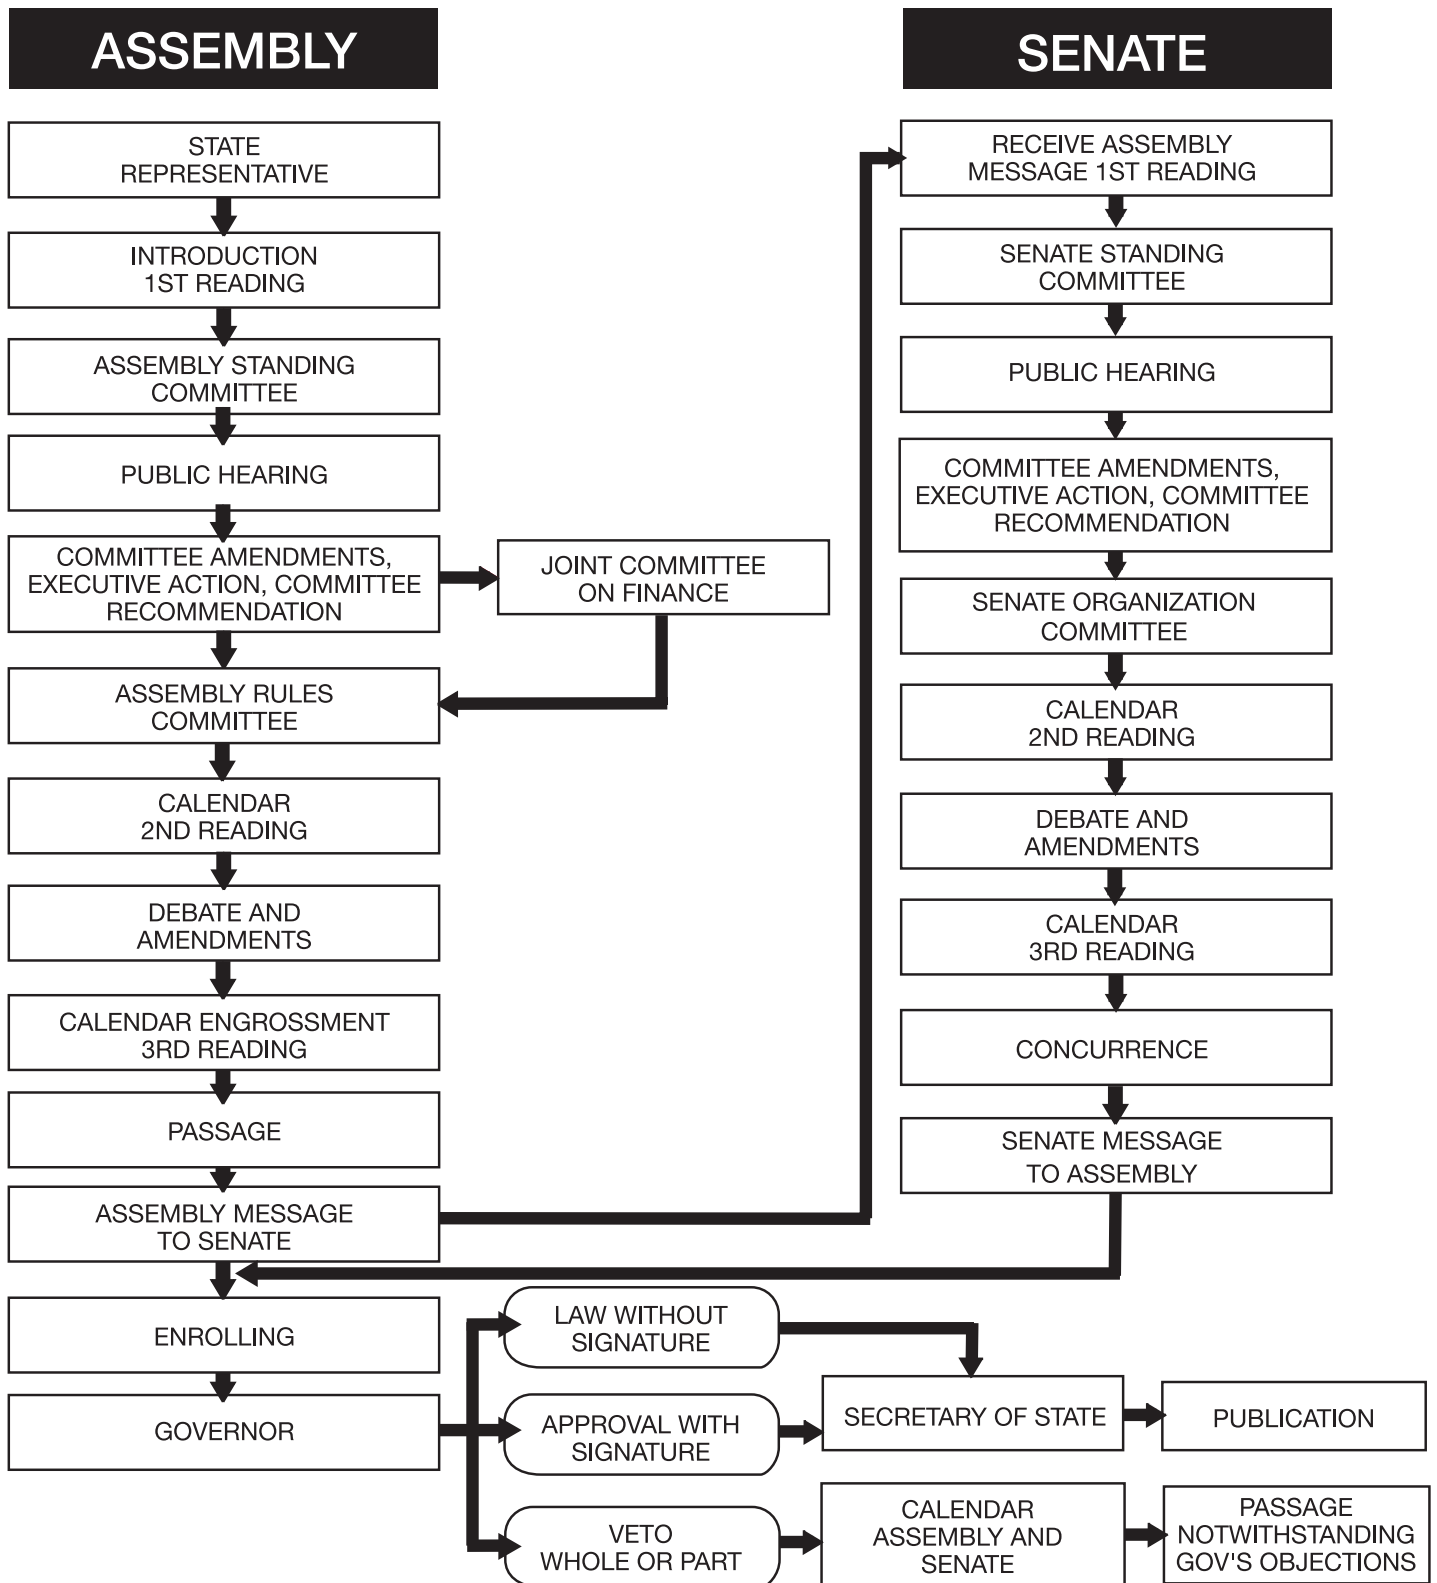 ASSEMBLY
STATE
REPRESENTATIVE
INTRODUCTION
1ST READING
ASSEMBLY STANDING
COMMITTEE
PUBLIC HEARING
COMMITTEE AMENDMENTS,
EXECUTIVE ACTION, COMMITTEE
RECOMMENDATION
JOINT COMMITTEE
ON FINANCE
ASSEMBLY RULES
COMMITTEE
CALENDAR
2ND READING
DEBATE AND
AMENDMENTS
CALENDAR ENGROSSMENT
3RD READING
PASSAGE
ASSEMBLY MESSAGE
TO SENATE
SENATE
RECEIVE ASSEMBLY
MESSAGE 1ST READING
SENATE STANDING
COMMITTEE
PUBLIC HEARING
COMMITTEE AMENDMENTS,
EXECUTIVE ACTION, COMMITTEE
RECOMMENDATION
SENATE ORGANIZATION
COMMITTEE
CALENDAR
2ND READING
DEBATE AND
AMENDMENTS
CALENDAR
3RD READING
CONCURRENCE
SENATE MESSAGE
TO ASSEMBLY
ENROLLING
GOVERNOR
LAW WITHOUT
SIGNATURE
APPROVAL WITH
SIGNATURE
SECRETARY OF STATE
PUBLICATION
VETO
WHOLE OR PART
CALENDAR
ASSEMBLY AND
SENATE
PASSAGE
NOTWITHSTANDING
GOV'S OBJECTIONS